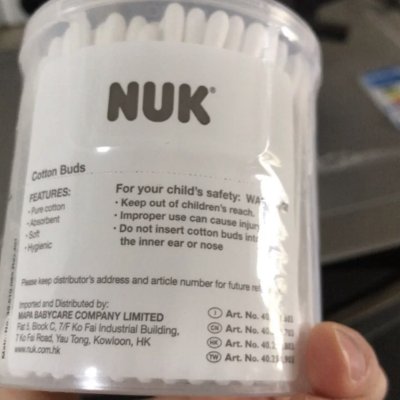 NUK®
Cotton Buds
FEATURES:
• Pure cotton
• Absorbent
• Soft
• Hygienic
For your child's safety:
• Keep out of children's reach.
• Improper use can cause
• Do not insert cotton buds
the inner ear or nose
Please keep distributor's address and article number for future
Imported and Distributed by:
MAPA BABYCARE COMPANY LIMITED
Flat 5, Block C, 7/F Ko Fai Industrial Building,
7 Ko Fai Road, Yau Tong, Kowloon, HK
www.nuk.com.hk
Art. No.
CN Art. No.
HK Art. No.
TW Art. No.